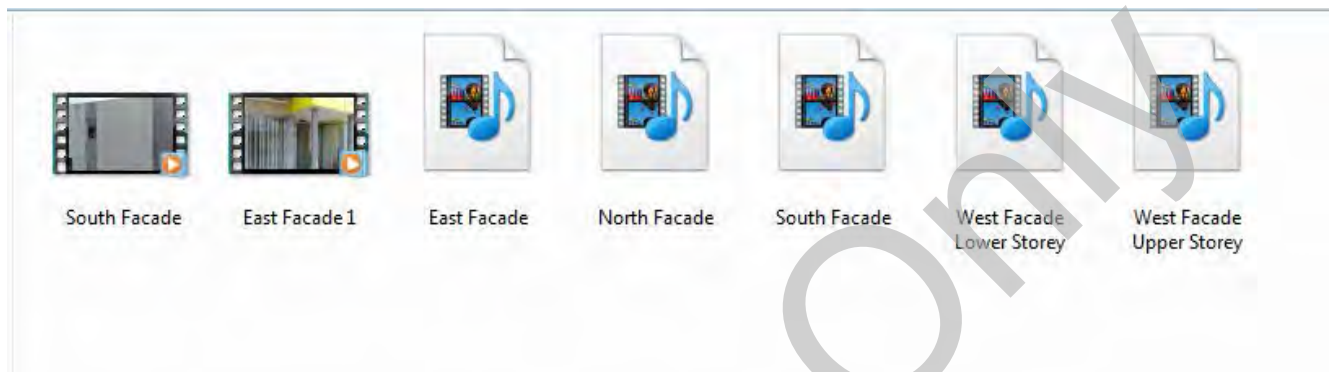 South Facade
East Facade 1
East Facade
North Facade
South Facade
West Facade
Lower Storey
West Facade
Upper Storey
Only